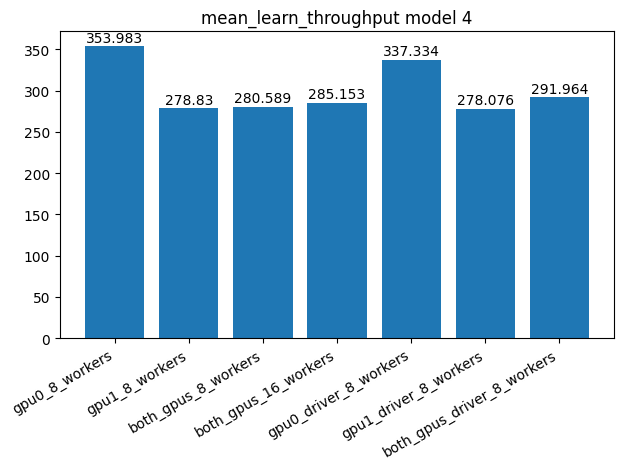 mean_learn_throughput model 4
350
300
250
200
150
100
50
0
353.983
278.83
280.589
285.153
337.334
278.076
291.964
gpu0_8_workers
gpu1_8_workers
both_gpus_8_workers
both_gpus_16_workers
gpu0_driver_8_workers
gpu1_driver_8_workers
both_gpus_driver_8_workers